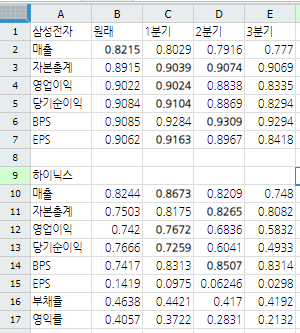 A B C D E
1 삼성전자 원래 1분기 2분기 3분기
2 매출 0.8215 0.8029 0.7916 0.777
3 자본총계 0.8915 0.9039 0.9074 0.9069
4 영업이익 0.9022 0.9024 0.8838 0.8335
5 당기순이익 0.9084 0.9104 0.8869 0.8294
6 BPS 0.9085 0.9284 0.9309 0.9294
7 EPS 0.9062 0.9163 0.8967 0.8418
8
9 하이닉스
10 매출 0.8244 0.8673 0.8209 0.748
11 자본총계 0.7503 0.8175 0.8265 0.8082
12 영업이익 0.742 0.7672 0.6836 0.5832
13 당기순이익 0.7666 0.7259 0.6041 0.4933
14 BPS 0.7417 0.8313 0.8507 0.8314
15 EPS 0.1419 0.0975 0.06246 0.0298
16 부채율 0.4638 0.4421 0.417 0.4192
17 영익률 0.4057 0.3722 0.2831 0.2132